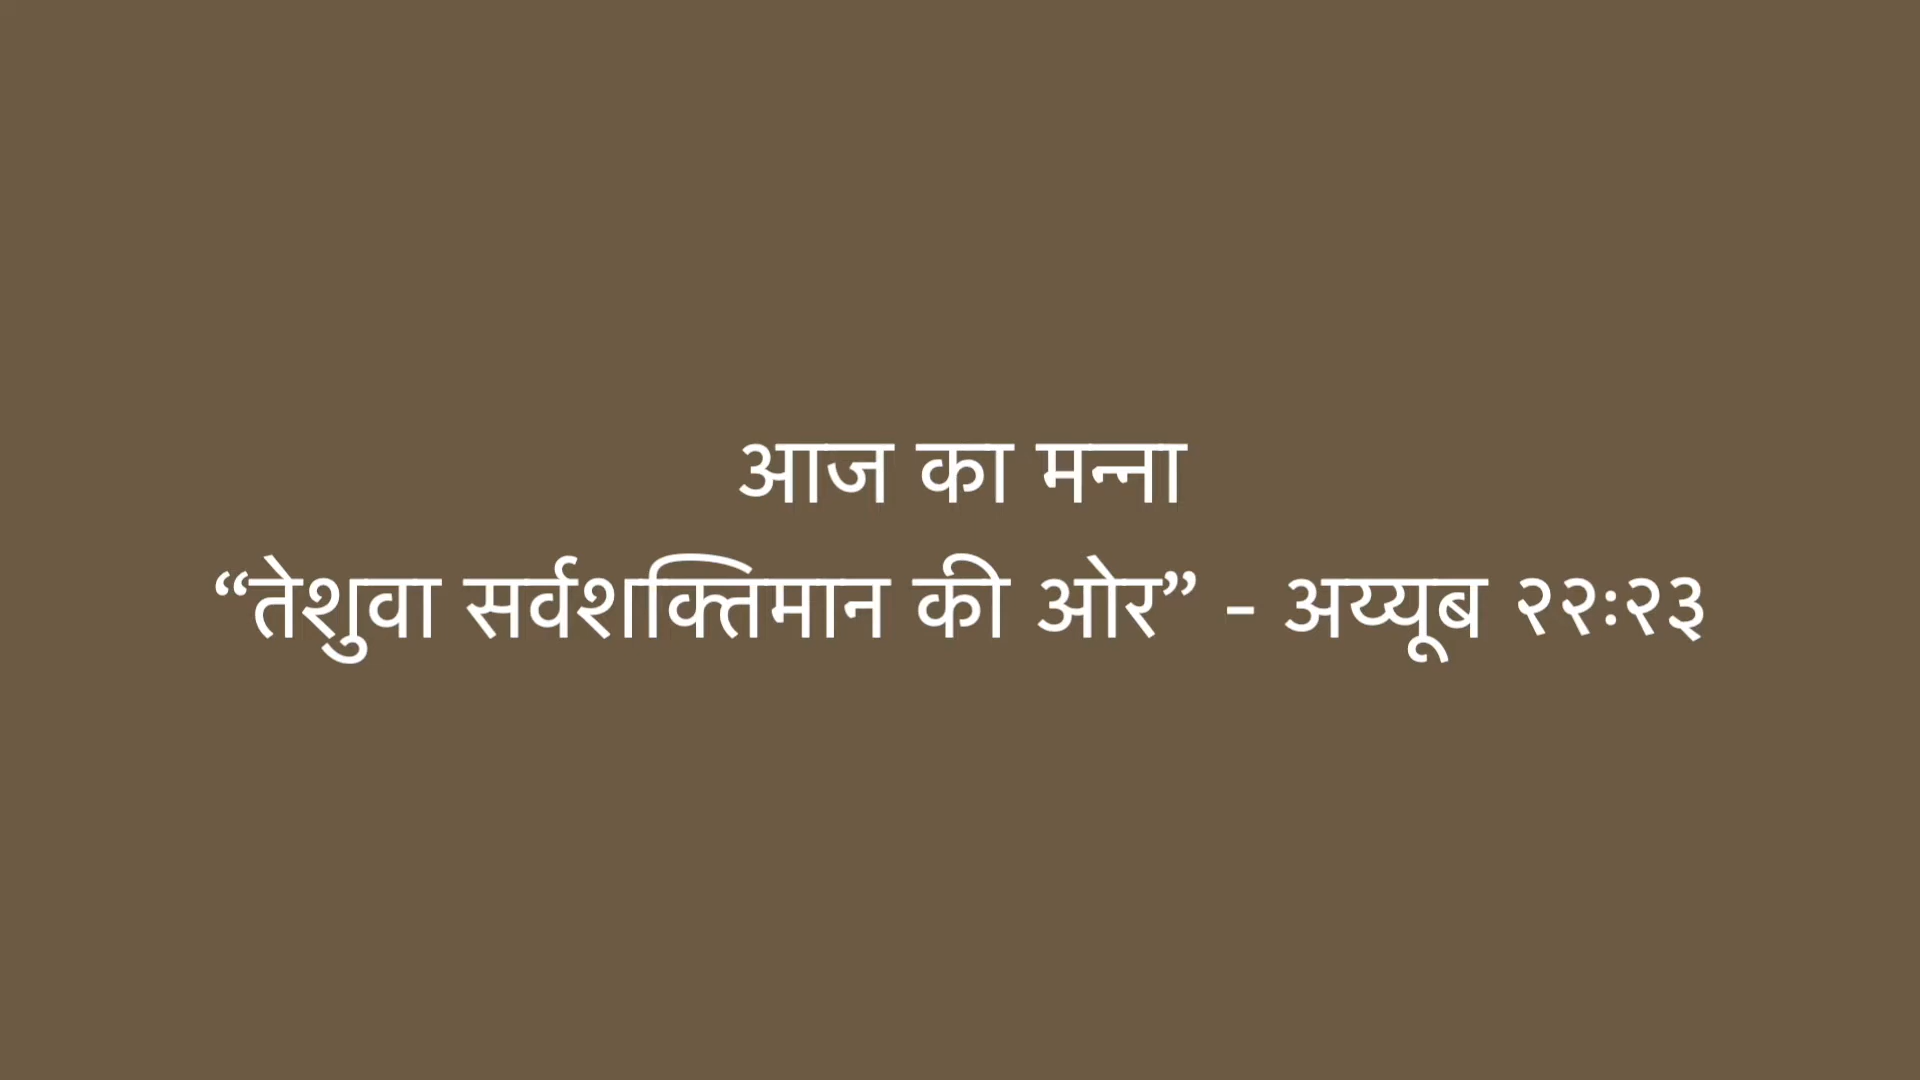 आज का मन्ना
“तेशुवा सर्वशक्तिमान की ओर” - अय्यूब २२:२३